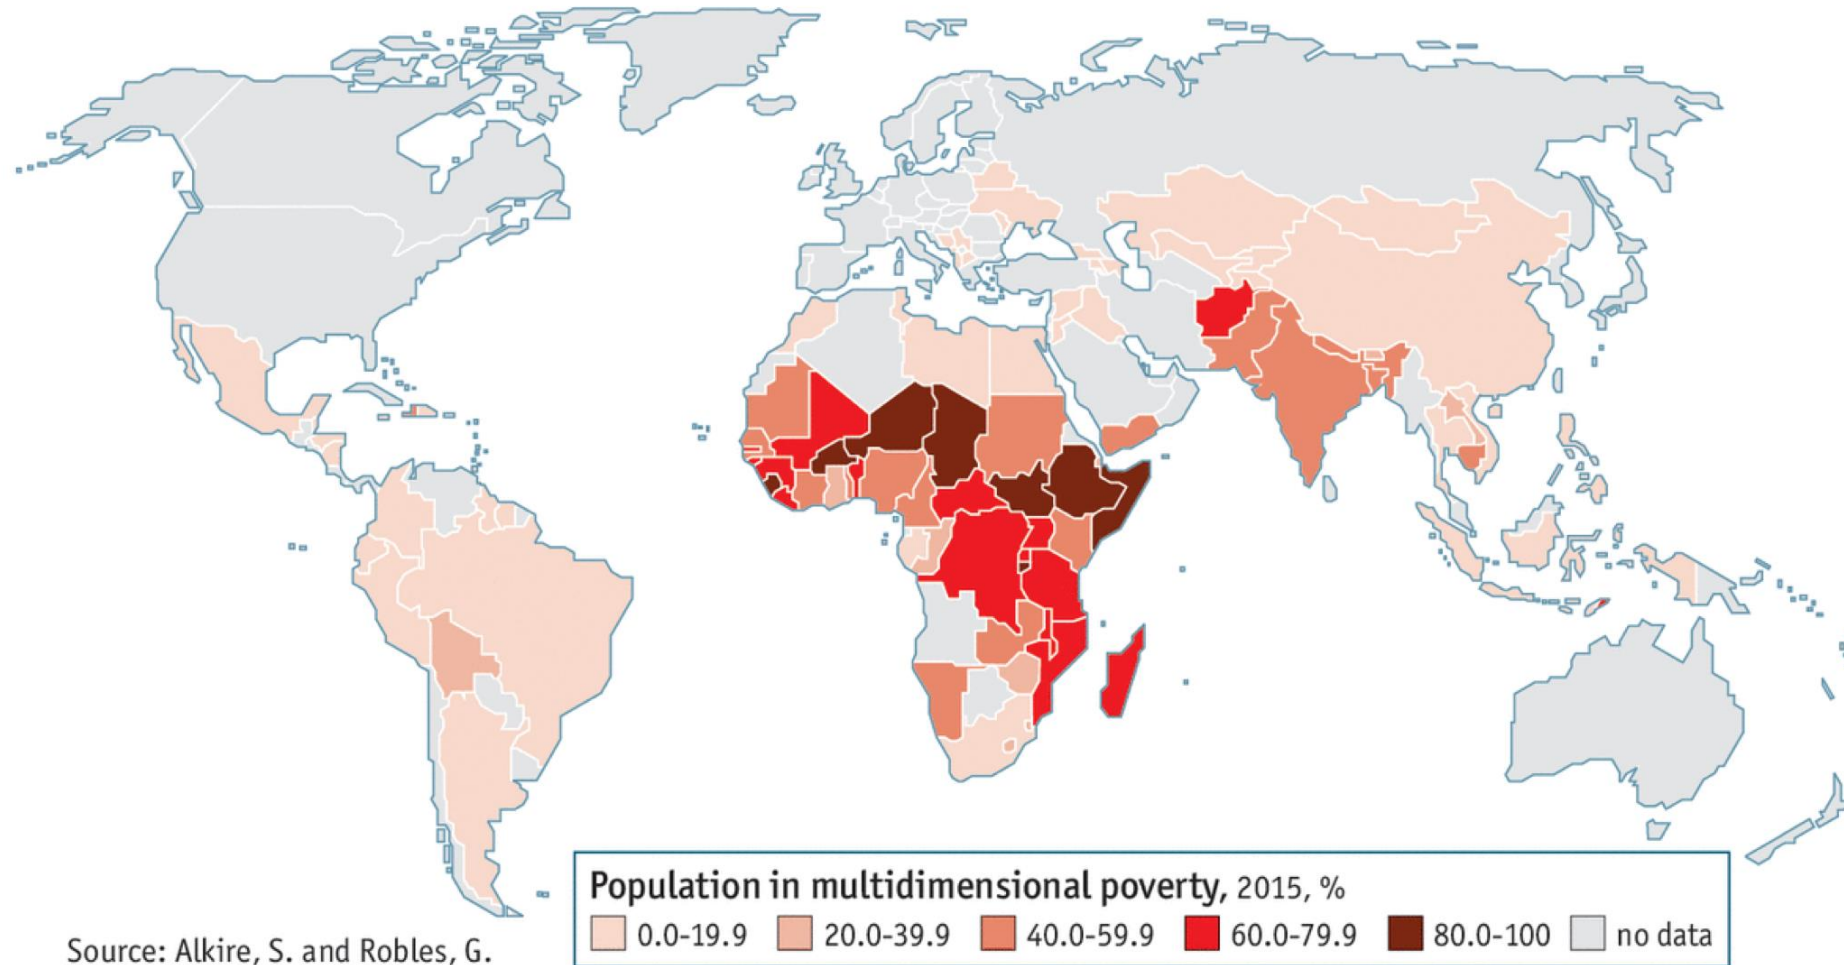 Population in multidimensional poverty, 2015, %
0.0-19.9 20.0-39.9 40.0-59.9 60.0-79.9 80.0-100 no data
Source: Alkire, S. and Robles, G.